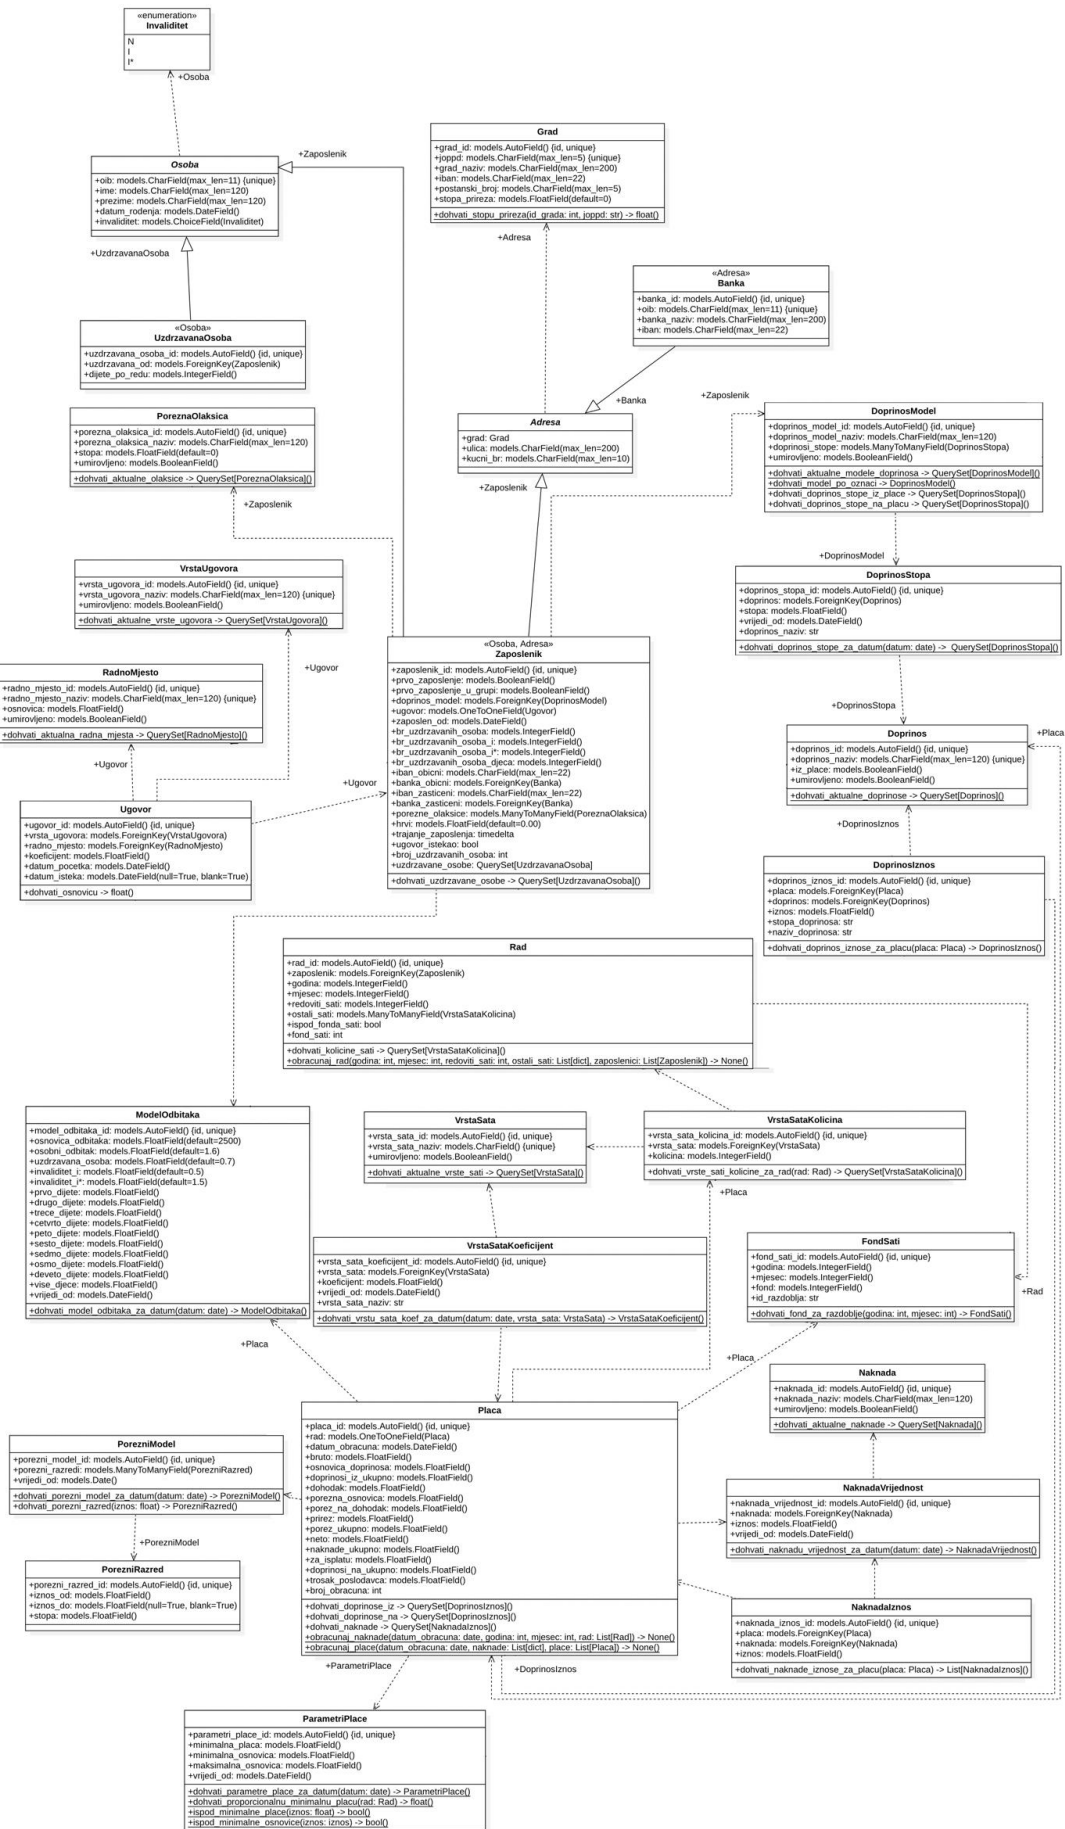 «enumeration»
Invaliditet
N
I
I*
+Osoba
Osoba
+oib: models.CharField(max_len=11) {unique}
+ime: models.CharField(max_len=120)
+prezime: models.CharField(max_len=120)
+datum_rodenja: models.DateField()
+invaliditet: models.ChoiceField(Invaliditet)
+Zaposlenik
+UzdrzavanaOsoba
«Osoba»
UzdrzavanaOsoba
+uzdrzavana_osoba_id: models.AutoField() {id, unique}
+uzdrzavana_od: models.ForeignKey(Zaposlenik)
+dijete_po_redu: models.IntegerField()
Grad
+grad_id: models.AutoField() {id, unique}
+joppd: models.CharField(max_len=5) {unique}
+grad_naziv: models.CharField(max_len=200)
+iban: models.CharField(max_len=22)
+postanski_broj: models.CharField(max_len=5)
+stopa_prireza: models.FloatField(default=0)
+dohvati_stopu_prireza(id_grada: int, joppd: str) -> float()
+Adresa
«Adresa»
Banka
+banka_id: models.AutoField() {id, unique}
+oib: models.CharField(max_len=11) {unique}
+banka_naziv: models.CharField(max_len=200)
+iban: models.CharField(max_len=22)
+Banka
Adresa
+grad: Grad
+ulica: models.CharField(max_len=200)
+kucni_br: models.CharField(max_len=10)
+Zaposlenik
PoreznaOlaksica
+porezna_olaksica_id: models.AutoField() {id, unique}
+porezna_olaksica_naziv: models.CharField(max_len=120)
+stopa: models.FloatField(default=0)
+umirovljeno: models.BooleanField()
+dohvati_aktualne_olaksice -> QuerySet[PoreznaOlaksica]()
+Zaposlenik
+Zaposlenik
DoprinosModel
+doprinos_model_id: models.AutoField() {id, unique}
+doprinos_model_naziv: models.CharField(max_len=120)
+doprinosi_stope: models.ManyToManyField(DoprinosStopa)
+umirovljeno: models.BooleanField()
+dohvati_aktualne_modele_doprinosa -> QuerySet[DoprinosModel]()
+dohvati_model_po_oznaci -> DoprinosModel()
+dohvati_doprinos_stope_iz_place -> QuerySet[DoprinosStopa]()
+dohvati_doprinos_stope_na_placu -> QuerySet[DoprinosStopa]()
+DoprinosModel
DoprinosStopa
+doprinos_stopa_id: models.AutoField() {id, unique}
+doprinos: models.ForeignKey(Doprinos)
+stopa: models.FloatField()
+vrijedi_od: models.DateField()
+doprinos_naziv: str
+dohvati_doprinos_stope_za_datum(datum: date) -> QuerySet[DoprinosStopa]()
+DoprinosStopa
VrstaUgovora
+vrsta_ugovora_id: models.AutoField() {id, unique}
+vrsta_ugovora_naziv: models.CharField(max_len=120) {unique}
+umirovljeno: models.BooleanField()
+dohvati_aktualne_vrste_ugovora -> QuerySet[VrstaUgovora]()
+Ugovor
RadnoMjesto
+radno_mjesto_id: models.AutoField() {id, unique}
+radno_mjesto_naziv: models.CharField(max_len=120) {unique}
+osnovica: models.FloatField()
+umirovljeno: models.BooleanField()
+dohvati_aktualna_radna_mjesta -> QuerySet[RadnoMjesto]()
+Ugovor
Ugovor
+ugovor_id: models.AutoField() {id, unique}
+vrsta_ugovora: models.ForeignKey(VrstaUgovora)
+radno_mjesto: models.ForeignKey(RadnoMjesto)
+koeficijent: models.FloatField()
+datum_pocetka: models.DateField()
+datum_isteka: models.DateField(null=True, blank=True)
+dohvati_osnovicu -> float()
+Ugovor
«Osoba, Adresa»
Zaposlenik
+zaposlenik_id: models.AutoField() {id, unique}
+prvo_zaposlenje: models.BooleanField()
+prvo_zaposlenje_u_grupi: models.BooleanField()
+doprinos_model: models.ForeignKey(DoprinosModel)
+ugovor: models.OneToOneField(Ugovor)
+zaposlen_od: models.DateField()
+br_uzdrzavanih_osoba: models.IntegerField()
+br_uzdrzavanih_osoba_i: models.IntegerField()
+br_uzdrzavanih_osoba_i*: models.IntegerField()
+br_uzdrzavanih_osoba_djeca: models.IntegerField()
+iban_obicni: models.CharField(max_len=22)
+banka_obicni: models.ForeignKey(Banka)
+iban_zasticeni: models.CharField(max_len=22)
+banka_zasticeni: models.ForeignKey(Banka)
+porezne_olaksice: models.ManyToManyField(PoreznaOlaksica)
+hrvi: models.FloatField(default=0.00)
+trajanje_zaposlenja: timedelta
+ugovor_istekao: bool
+broj_uzdrzavanih_osoba: int
+uzdrzavane_osobe: QuerySet[UzdrzavanaOsoba]
+dohvati_uzdrzavane_osobe -> QuerySet[UzdrzavanaOsoba]()
Doprinos
+doprinos_id: models.AutoField() {id, unique}
+doprinos_naziv: models.CharField(max_len=120) {unique}
+iz_place: models.BooleanField()
+umirovljeno: models.BooleanField()
+dohvati_aktualne_doprinose -> QuerySet[Doprinos]()
+Placa
+DoprinosIznos
DoprinosIznos
+doprinos_iznos_id: models.AutoField() {id, unique}
+placa: models.ForeignKey(Placa)
+doprinos: models.ForeignKey(Doprinos)
+iznos: models.FloatField()
+stopa_doprinosa: str
+naziv_doprinosa: str
+dohvati_doprinos_iznose_za_placu(placa: Placa) -> DoprinosIznos()
Rad
+rad_id: models.AutoField() {id, unique}
+zaposlenik: models.ForeignKey(Zaposlenik)
+godina: models.IntegerField()
+mjesec: models.IntegerField()
+redoviti_sati: models.IntegerField()
+ostali_sati: models.ManyToManyField(VrstaSataKolicina)
+ispod_fonda_sati: bool
+fond_sati: int
+dohvati_kolicine_sati -> QuerySet[VrstaSataKolicina]()
+obracunaj_rad(godina: int, mjesec: int, redoviti_sati: int, ostali_sati: List[dict], zaposlenici: List[Zaposlenik]) -> None()
ModelOdbitaka
+model_odbitaka_id: models.AutoField() {id, unique}
+osnovica_odbitaka: models.FloatField(default=2500)
+osobni_odbitak: models.FloatField(default=1.6)
+uzdrzavana_osoba: models.FloatField(default=0.7)
+invaliditet_i: models.FloatField(default=0.5)
+invaliditet_i*: models.FloatField(default=1.5)
+prvo_dijete: models.FloatField()
+drugo_dijete: models.FloatField()
+trece_dijete: models.FloatField()
+cetvrto_dijete: models.FloatField()
+peto_dijete: models.FloatField()
+sesto_dijete: models.FloatField()
+sedmo_dijete: models.FloatField()
+osmo_dijete: models.FloatField()
+deveto_dijete: models.FloatField()
+vise_djece: models.FloatField()
+vrijedi_od: models.DateField()
+dohvati_model_odbitaka_za_datum(datum: date) -> ModelOdbitaka()
+Placa
VrstaSata
+vrsta_sata_id: models.AutoField() {id, unique}
+vrsta_sata_naziv: models.CharField() {unique}
+umirovljeno: models.BooleanField()
+dohvati_aktualne_vrste_sati -> QuerySet[VrstaSata]()
VrstaSataKolicina
+vrsta_sata_kolicina_id: models.AutoField() {id, unique}
+vrsta_sata: models.ForeignKey(VrstaSata)
+kolicina: models.IntegerField()
+dohvati_vrste_sati_kolicine_za_rad(rad: Rad) -> QuerySet[VrstaSataKolicina]()
+Placa
VrstaSataKoeficijent
+vrsta_sata_koeficijent_id: models.AutoField() {id, unique}
+vrsta_sata: models.ForeignKey(VrstaSata)
+koeficijent: models.FloatField()
+vrijedi_od: models.DateField()
+vrsta_sata_naziv: str
+dohvati_vrstu_sata_koef_za_datum(datum: date, vrsta_sata: VrstaSata) -> VrstaSataKoeficijent()
FondSati
+fond_sati_id: models.AutoField() {id, unique}
+godina: models.IntegerField()
+mjesec: models.IntegerField()
+fond: models.IntegerField()
+id_razdoblja: str
+dohvati_fond_za_razdoblje(godina: int, mjesec: int) -> FondSati()
+Rad
+Placa
Naknada
+naknada_id: models.AutoField() {id, unique}
+naknada_naziv: models.CharField(max_len=120)
+umirovljeno: models.BooleanField()
+dohvati_aktualne_naknade -> QuerySet[Naknada]()
Placa
+placa_id: models.AutoField() {id, unique}
+rad: models.OneToOneField(Placa)
+datum_obracuna: models.DateField()
+bruto: models.FloatField()
+osnovica_doprinosa: models.FloatField()
+doprinosi_iz_ukupno: models.FloatField()
+dohodak: models.FloatField()
+porezna_osnovica: models.FloatField()
+porez_na_dohodak: models.FloatField()
+prirez: models.FloatField()
+porez_ukupno: models.FloatField()
+neto: models.FloatField()
+naknade_ukupno: models.FloatField()
+za_isplatu: models.FloatField()
+doprinosi_na_ukupno: models.FloatField()
+trosak_poslodavca: models.FloatField()
+broj_obracuna: int
+dohvati_doprinose_iz -> QuerySet[DoprinosIznos]()
+dohvati_doprinose_na -> QuerySet[DoprinosIznos]()
+dohvati_naknade -> QuerySet[NaknadaIznos]()
+obracunaj_naknade(datum_obracuna: date, godina: int, mjesec: int, rad: List[Rad]) -> None()
+obracunaj_place(datum_obracuna: date, naknade: List[dict], place: List[Placa]) -> None()
PorezniModel
+porezni_model_id: models.AutoField() {id, unique}
+porezni_razredi: models.ManyToManyField(PorezniRazred)
+vrijedi_od: models.Date()
+dohvati_porezni_model_za_datum(datum: date) -> PorezniModel()
+dohvati_porezni_razred(iznos: float) -> PorezniRazred()
+PorezniModel
PorezniRazred
+porezni_razred_id: models.AutoField() {id, unique}
+iznos_od: models.FloatField()
+iznos_do: models.FloatField(null=True, blank=True)
+stopa: models.FloatField()
NaknadaVrijednost
+naknada_vrijednost_id: models.AutoField() {id, unique}
+naknada: models.ForeignKey(Naknada)
+iznos: models.FloatField()
+vrijedi_od: models.DateField()
+dohvati_naknadu_vrijednost_za_datum(datum: date) -> NaknadaVrijednost()
NaknadaIznos
+naknada_iznos_id: models.AutoField() {id, unique}
+placa: models.ForeignKey(Placa)
+naknada: models.ForeignKey(Naknada)
+iznos: models.FloatField()
+dohvati_naknade_iznose_za_placu(placa: Placa) -> List[NaknadaIznos]()
+ParametriPlace
+DoprinosIznos
ParametriPlace
+parametri_place_id: models.AutoField() {id, unique}
+minimalna_placa: models.FloatField()
+minimalna_osnovica: models.FloatField()
+maksimalna_osnovica: models.FloatField()
+vrijedi_od: models.DateField()
+dohvati_parametre_place_za_datum(datum: date) -> ParametriPlace()
+dohvati_proporcionalnu_minimalnu_placu(rad: Rad) -> float()
+ispod_minimalne_place(iznos: float) -> bool()
+ispod_minimalne_osnovice(iznos: iznos) -> bool()